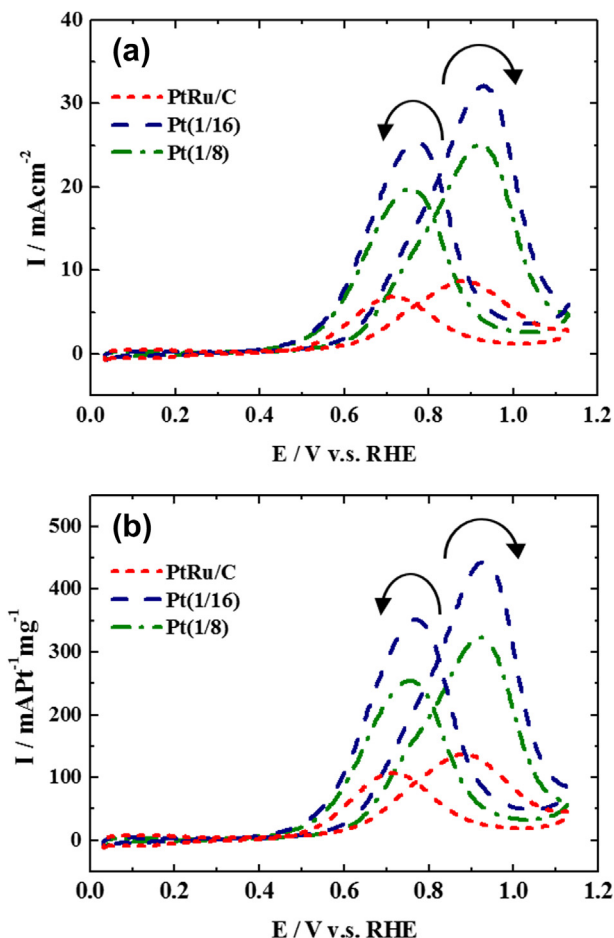 (a)
PtRu/C
Pt(1/16)
Pt(1/8)
40
30
20
10
0
I / mAcm⁻²
0.0 0.2 0.4 0.6 0.8 1.0 1.2
E / V v.s. RHE
(b)
PtRu/C
Pt(1/16)
Pt(1/8)
500
450
300
350
200
100
0
I / mAPt⁻¹mg⁻¹
0.0 0.2 0.4 0.6 0.8 1.0 1.2
E / V v.s. RHE